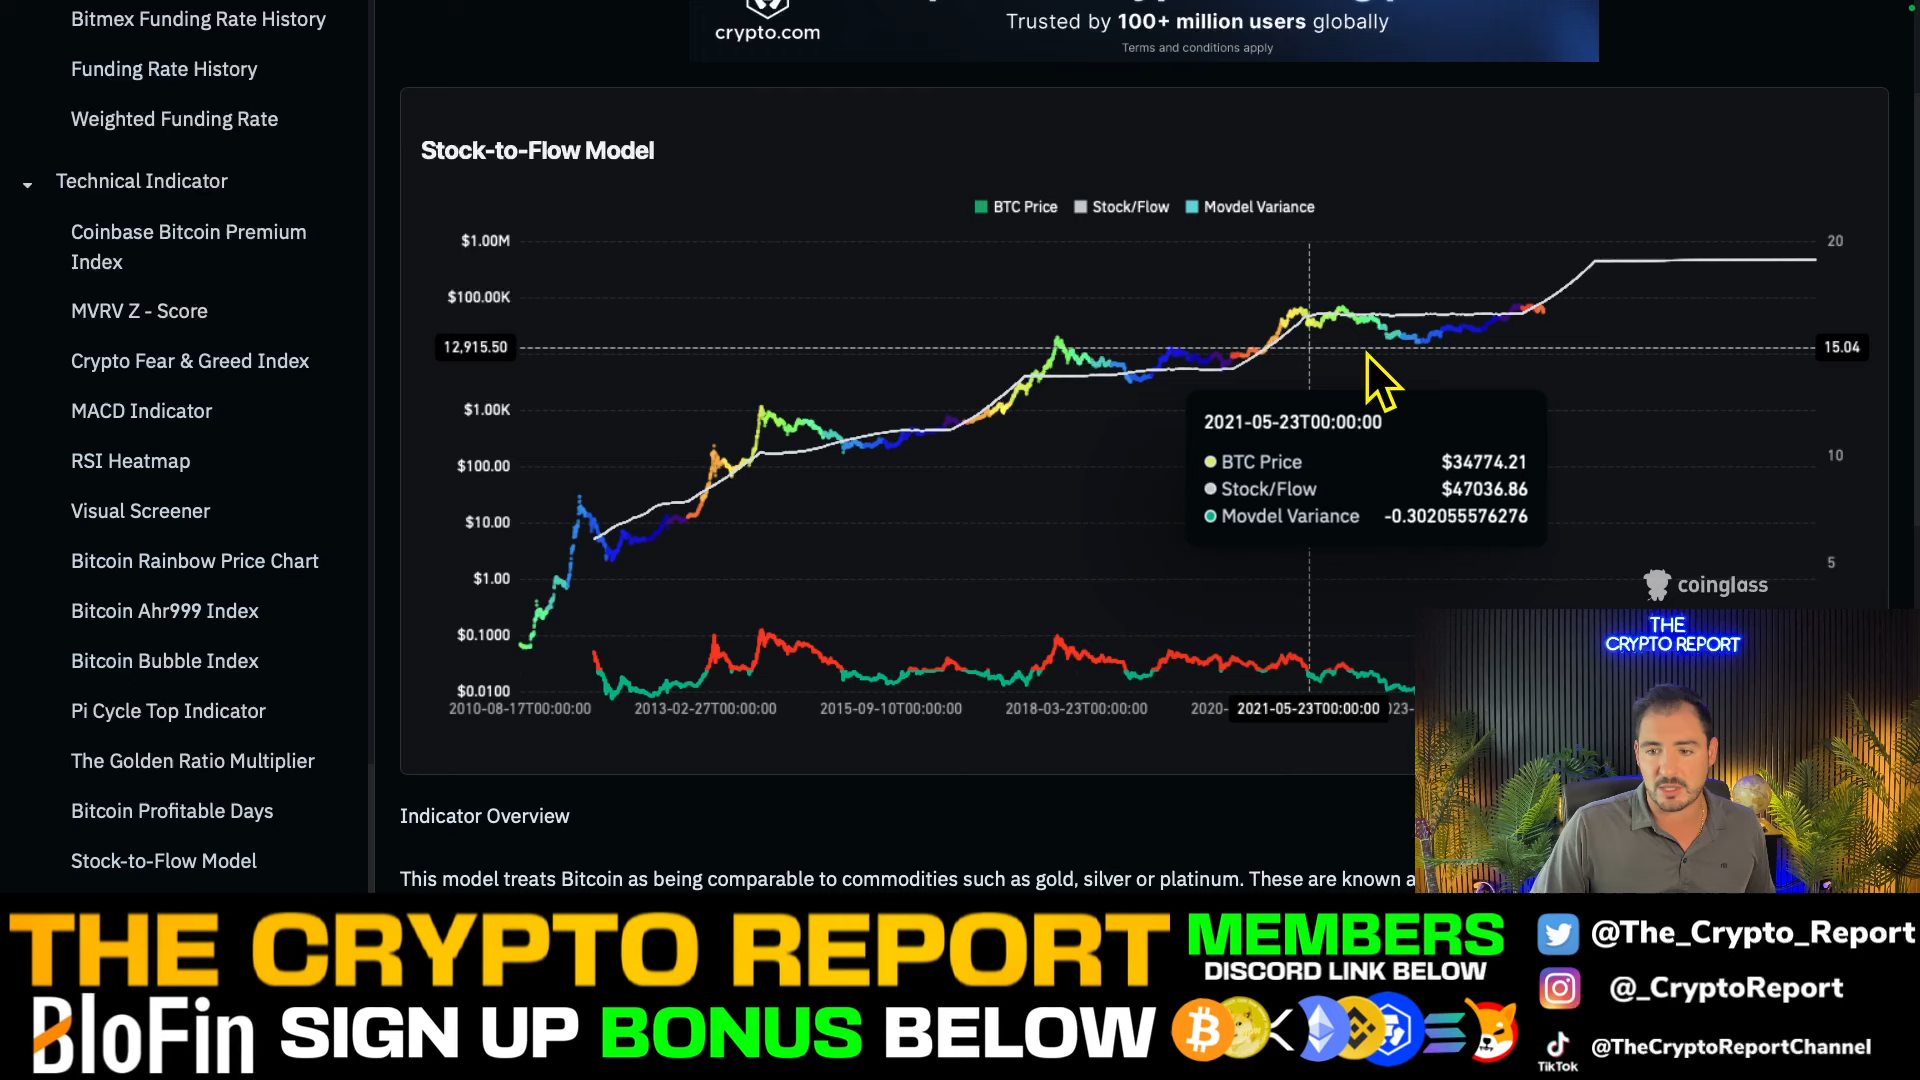 Bitmex Funding Rate History
Funding Rate History
Weighted Funding Rate
Technical Indicator
Coinbase Bitcoin Premium
Index
MVRV Z - Score
Crypto Fear & Greed Index
MACD Indicator
RSI Heatmap
Visual Screener
Bitcoin Rainbow Price Chart
Bitcoin Ahr999 Index
Bitcoin Bubble Index
Pi Cycle Top Indicator
The Golden Ratio Multiplier
Bitcoin Profitable Days
Stock-to-Flow Model
crypto.com
Trusted by 100+ million users globally
Terms and conditions apply
Stock-to-Flow Model
BTC Price Stock/Flow Movdel Variance
$1.00M
$100.00K
12,915.50
$1.00K
$100.00
$10.00
$1.00
$0.1000
$0.0100
20
15.04
10
5
2021-05-23T00:00:00
BTC Price $34774.21
Stock/Flow $47036.86
Movdel Variance -0.302055576276
coinglass
2010-08-17T00:00:00 2013-02-27T00:00:00 2015-09-10T00:00:00 2018-03-23T00:00:00 2020- 2021-05-23T00:00:00 023-
Indicator Overview
This model treats Bitcoin as being comparable to commodities such as gold, silver or platinum. These are known a
THE
CRYPTO REPORT
THE CRYPTO REPORT
BloFin SIGN UP BONUS BELOW
MEMBERS
DISCORD LINK BELOW
@The_Crypto_Report
@_CryptoReport
TikTok
@TheCryptoReportChannel